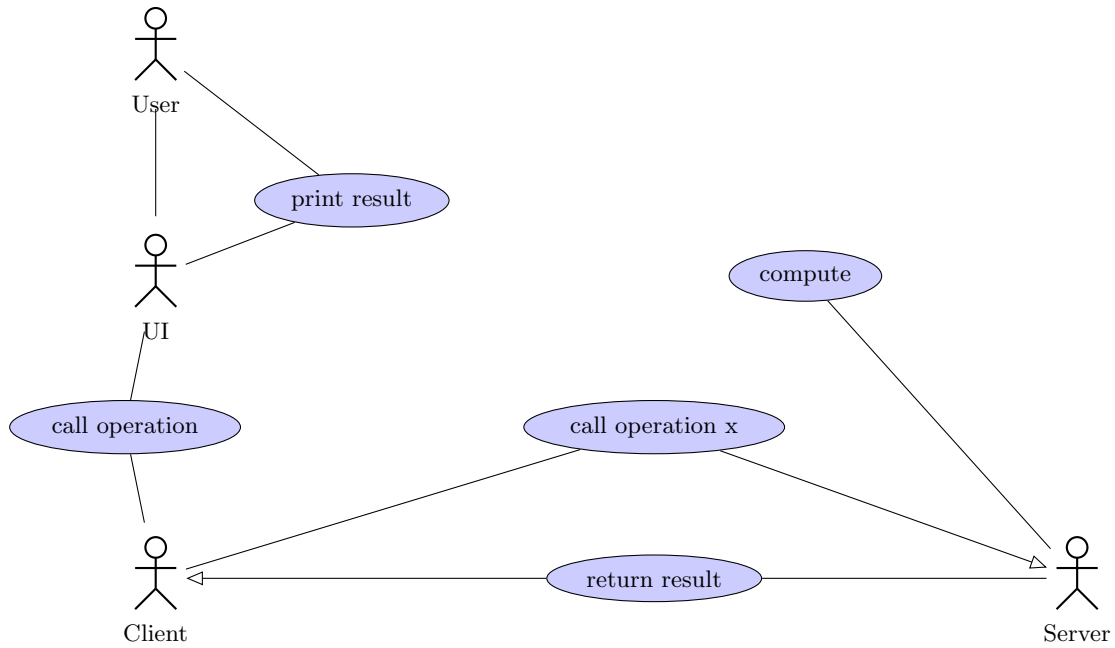 User
print result
UI
compute
call operation
call operation x
return result
Client
Server